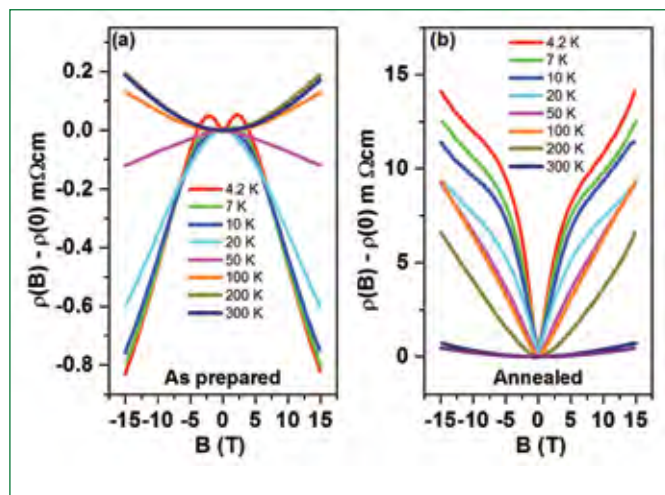 (a)
ρ(B) - ρ(0) mΩcm
0.2
0.0
-0.2
-0.4
-0.6
-0.8
4.2 K
7 K
10 K
20 K
50 K
100 K
200 K
300 K
As prepared
-15 -10 -5 0 5 10 15
B (T)
(b)
ρ(B) - ρ(0) m Ωcm
15
10
5
0
4.2 K
7 K
10 K
20 K
50 K
100 K
200 K
300 K
Annealed
-15 -10 -5 0 5 10 15
B (T)